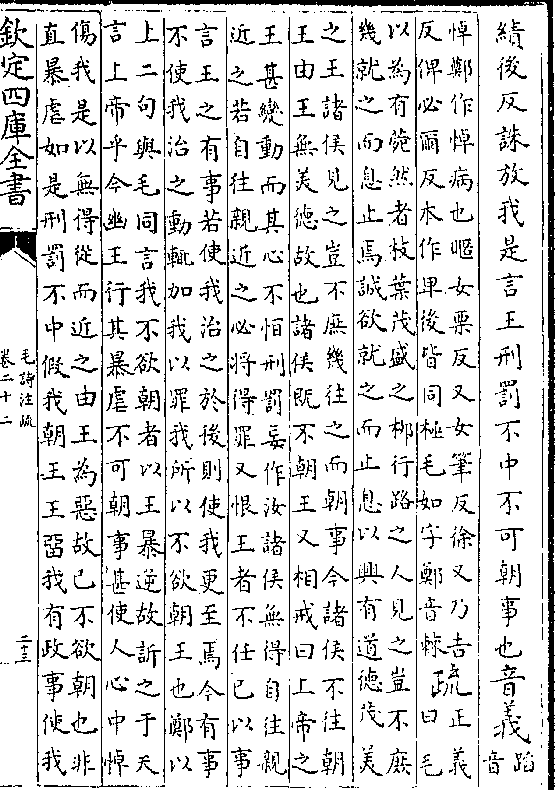 績後反誅放我是言王刑罰不中不可朝事也音義蹈音
悼鄭作悼病也暱女栗反又女筆反徐又乃吉
反俾必爾反本作卑後皆同極毛如字鄭音棘
疏正義曰毛
以為有菀然者枝葉茂盛之栁行路之人見之豈不庶
幾就之而息止焉誠欲就之而止息以興有道德茂美
之王諸侯見之豈不庶幾往之而朝事今諸侯不往朝
王由王無美德故也諸侯既不朝王又相戒曰上帝之
王甚變動而其心不恒刑罰妄作汝諸侯無得自往親
近之若自往親近之必將得罪又恨王者不任已以事
言王之有事若使我治之於後則使我更至焉今有事
不使我治之動輒加我以罪我所以不欲朝王也鄭以
上二句與毛同言我不欲朝者以王暴逆故訴之于天
言上帝乎今幽王行其暴虐不可朝事甚使人心中悼
傷我是以無得從而近之由王為惡故已不欲朝也非
直暴虐如是刑罰不中假我朝王王畱我有政事使我
欽定四庫全書
毛詩注疏
卷二十二
二十三